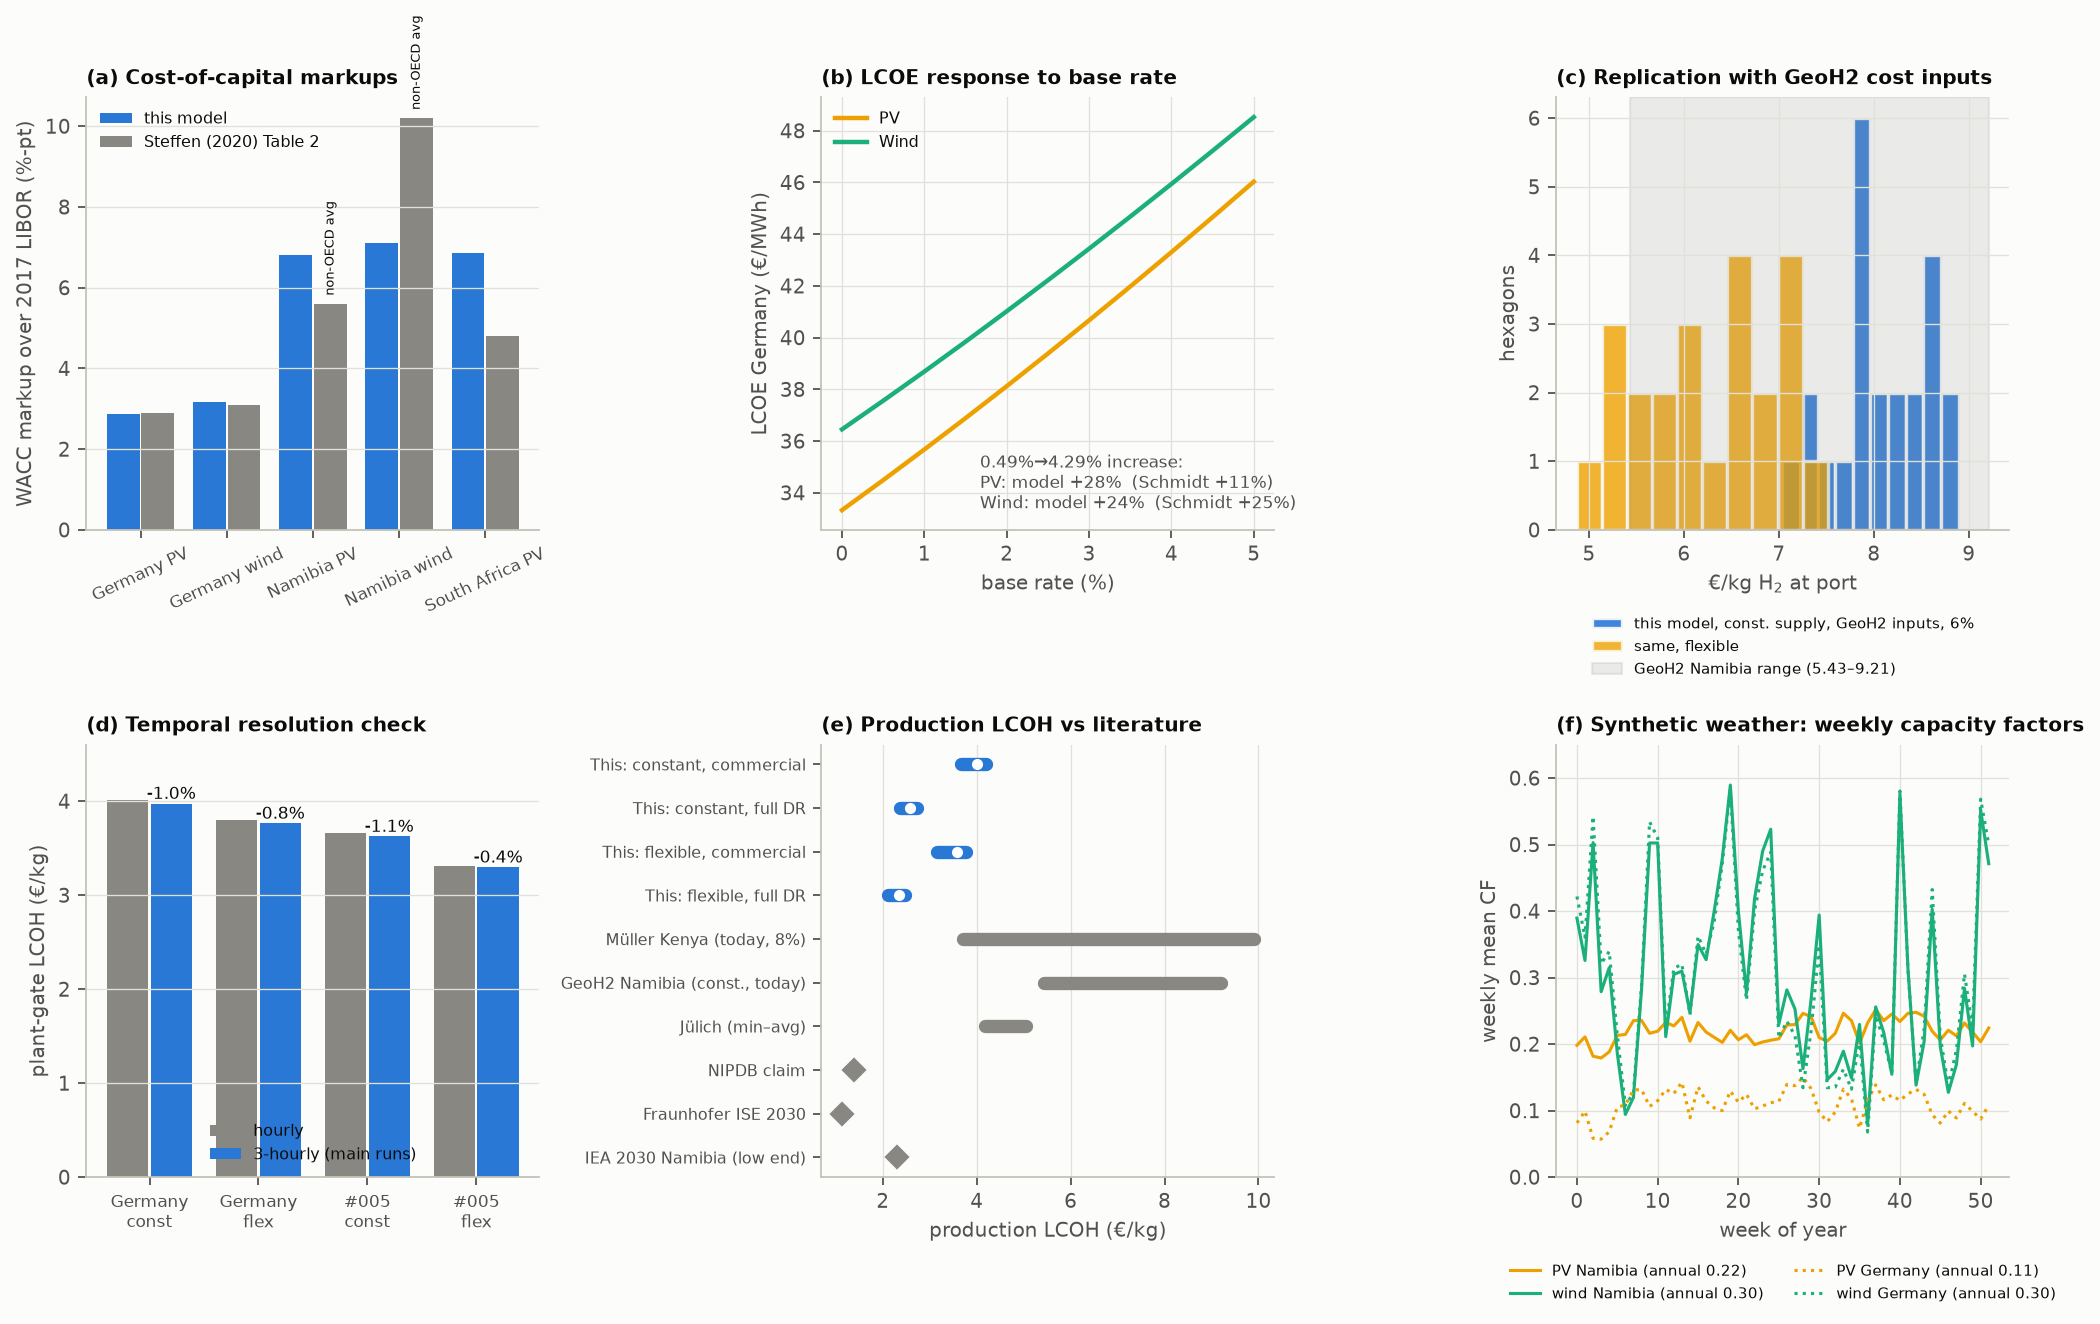 (a) Cost-of-capital markups
WACC markup over 2017 LIBOR (%-pt)
10
8
6
4
2
0
this model
Steffen (2020) Table 2
non-OECD avg
non-OECD avg
Germany PV
Germany wind
Namibia PV
Namibia wind
South Africa PV
(b) LCOE response to base rate
LCOE Germany (€/MWh)
48
46
44
42
40
38
36
34
PV
Wind
0.49%→4.29% increase:
PV: model +28% (Schmidt +11%)
Wind: model +24% (Schmidt +25%)
0 1 2 3 4 5
base rate (%)
(c) Replication with GeoH2 cost inputs
hexagons
6
5
4
3
2
1
0
5 6 7 8 9
€/kg H₂ at port
this model, const. supply, GeoH2 inputs, 6%
same, flexible
GeoH2 Namibia range (5.43–9.21)
(d) Temporal resolution check
plant-gate LCOH (€/kg)
4
3
2
1
0
-1.0%
-0.8%
-1.1%
-0.4%
hourly
3-hourly (main runs)
Germany
const
Germany
flex
#005
const
#005
flex
(e) Production LCOH vs literature
This: constant, commercial
This: constant, full DR
This: flexible, commercial
This: flexible, full DR
Müller Kenya (today, 8%)
GeoH2 Namibia (const., today)
Jülich (min–avg)
NIPDB claim
Fraunhofer ISE 2030
IEA 2030 Namibia (low end)
2 4 6 8 10
production LCOH (€/kg)
(f) Synthetic weather: weekly capacity factors
weekly mean CF
0.6
0.5
0.4
0.3
0.2
0.1
0.0
0 10 20 30 40 50
week of year
PV Namibia (annual 0.22)
wind Namibia (annual 0.30)
PV Germany (annual 0.11)
wind Germany (annual 0.30)